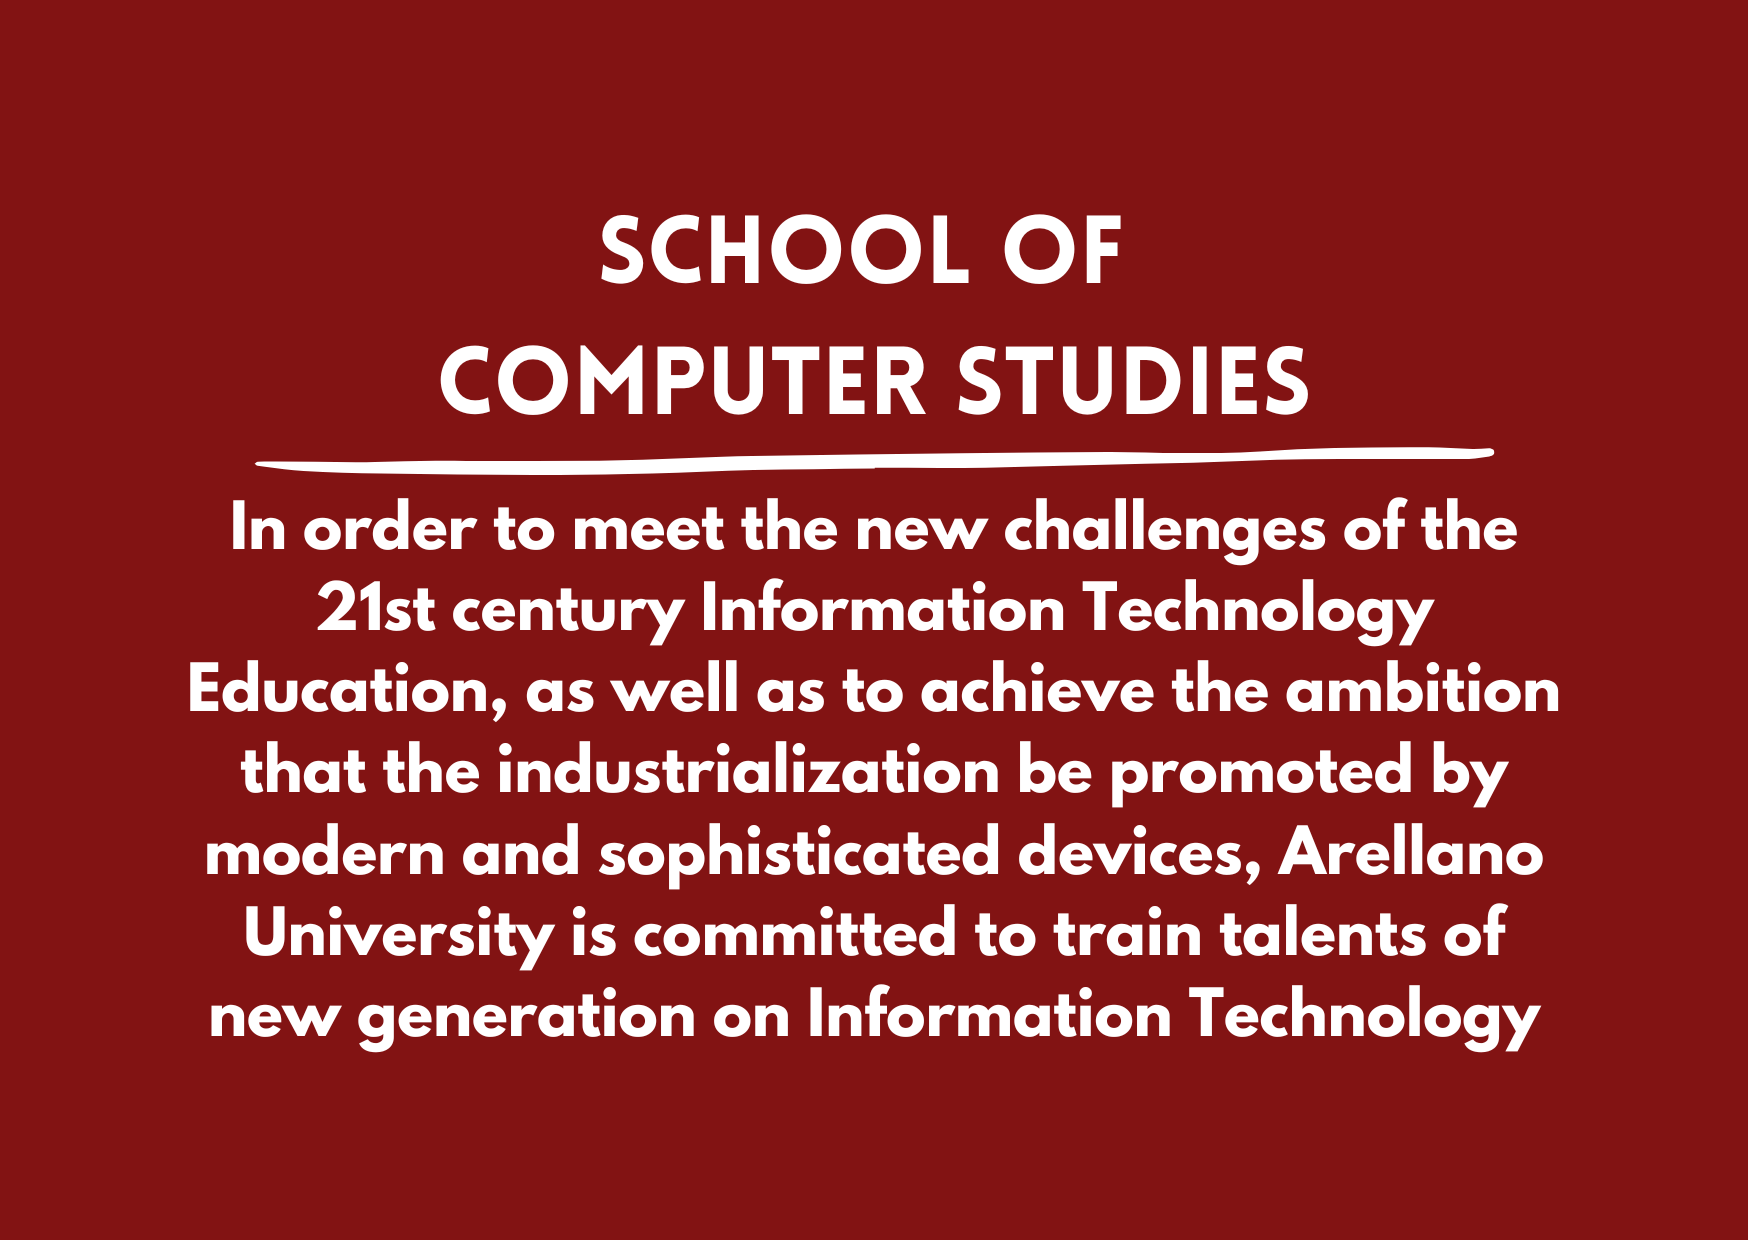 SCHOOL OF
COMPUTER STUDIES
In order to meet the new challenges of the
21st century Information Technology
Education, as well as to achieve the ambition
that the industrialization be promoted by
modern and sophisticated devices, Arellano
University is committed to train talents of
new generation on Information Technology